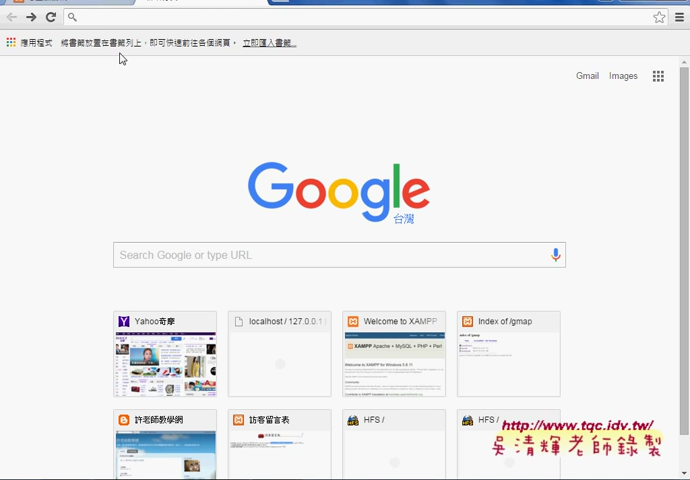 應用程式 將書籤放置在書籤列上，即可快速前往各個網頁。 立即匯入書籤...
Gmail Images
Google
台灣
Search Google or type URL
Yahoo奇摩 localhost / 127.0.0.1 Welcome to XAMPP Index of /gmap
XAMPP Apache + MySQL + PHP + Perl
Welcome to XAMPP for Windows
許老師教學網 訪客留言表 HFS / HFS /
http://www.tqc.idv.tw/
吳清輝老師錄製